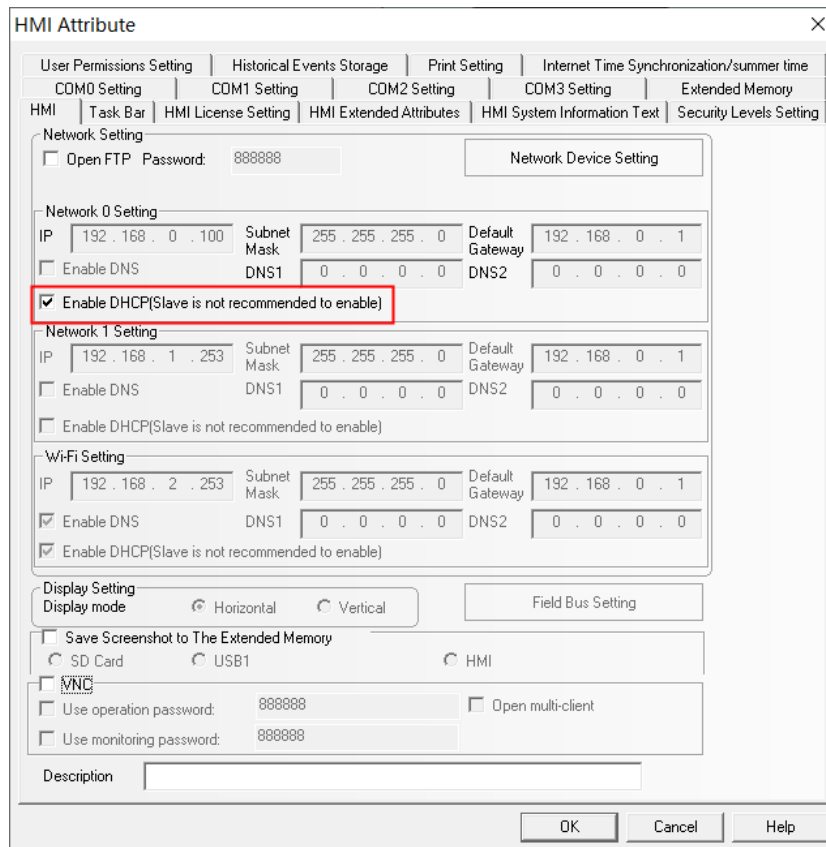 HMI Attribute
User Permissions Setting Historical Events Storage Print Setting Internet Time Synchronization/summer time
COM0 Setting COM1 Setting COM2 Setting COM3 Setting Extended Memory
HMI Task Bar HMI License Setting HMI Extended Attributes HMI System Information Text Security Levels Setting
Network Setting
Open FTP Password: 888888 Network Device Setting
Network 0 Setting
IP 192 . 168 . 0 . 100 Subnet Mask 255 . 255 . 255 . 0 Default Gateway 192 . 168 . 0 . 1
Enable DNS DNS1 0 . 0 . 0 . 0 DNS2 0 . 0 . 0 . 0
Enable DHCP(Slave is not recommended to enable)
Network 1 Setting
IP 192 . 168 . 1 . 253 Subnet Mask 255 . 255 . 255 . 0 Default Gateway 192 . 168 . 0 . 1
Enable DNS DNS1 0 . 0 . 0 . 0 DNS2 0 . 0 . 0 . 0
Enable DHCP(Slave is not recommended to enable)
Wi-Fi Setting
IP 192 . 168 . 2 . 253 Subnet Mask 255 . 255 . 255 . 0 Default Gateway 192 . 168 . 0 . 1
Enable DNS DNS1 0 . 0 . 0 . 0 DNS2 0 . 0 . 0 . 0
Enable DHCP(Slave is not recommended to enable)
Display Setting
Display mode Horizontal Vertical Field Bus Setting
Save Screenshot to The Extended Memory
SD Card USB1 HMI
VNC
Use operation password: 888888 Open multi-client
Use monitoring password: 888888
Description
OK Cancel Help